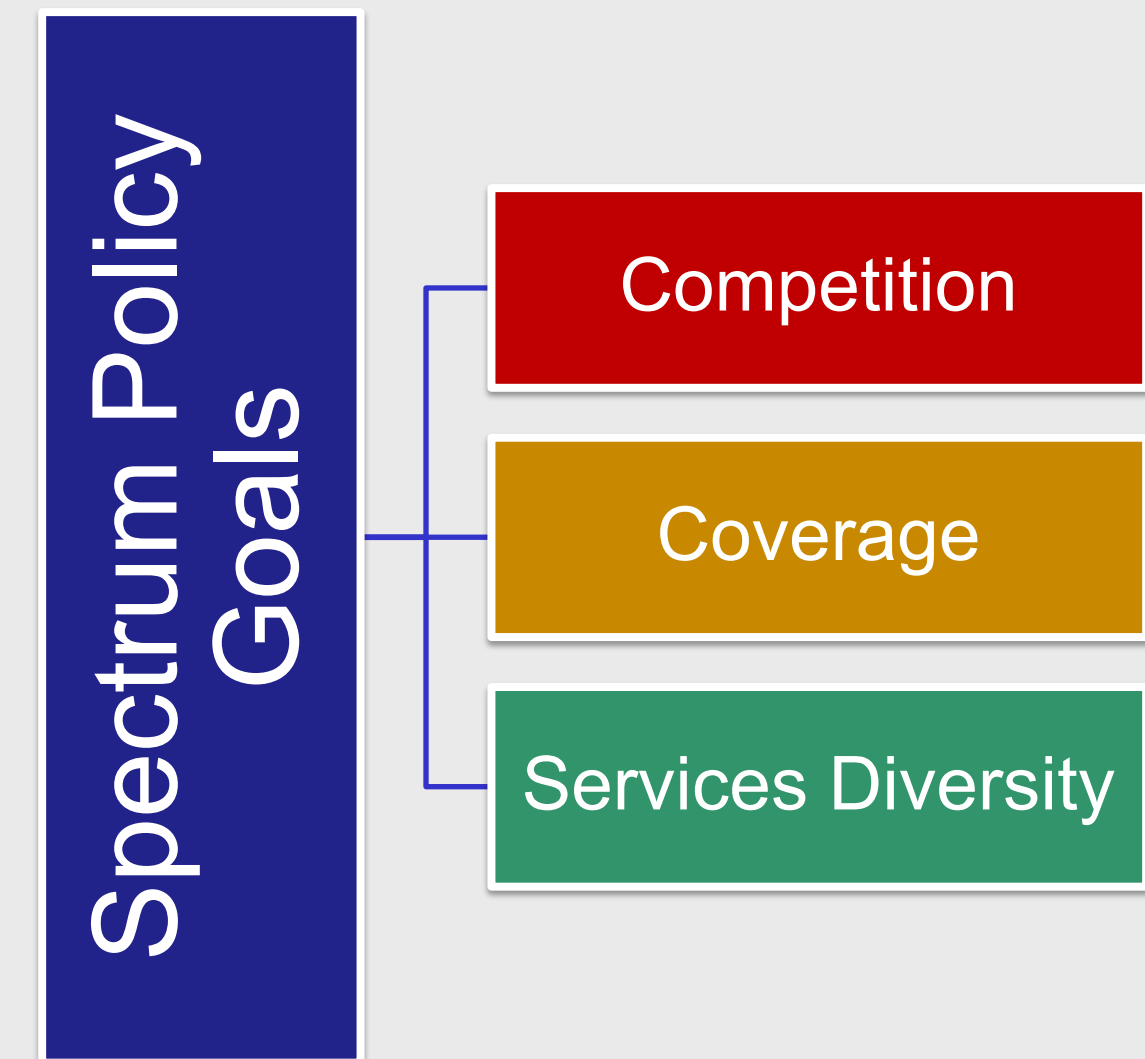 Spectrum Policy
Goals
Competition
Coverage
Services Diversity